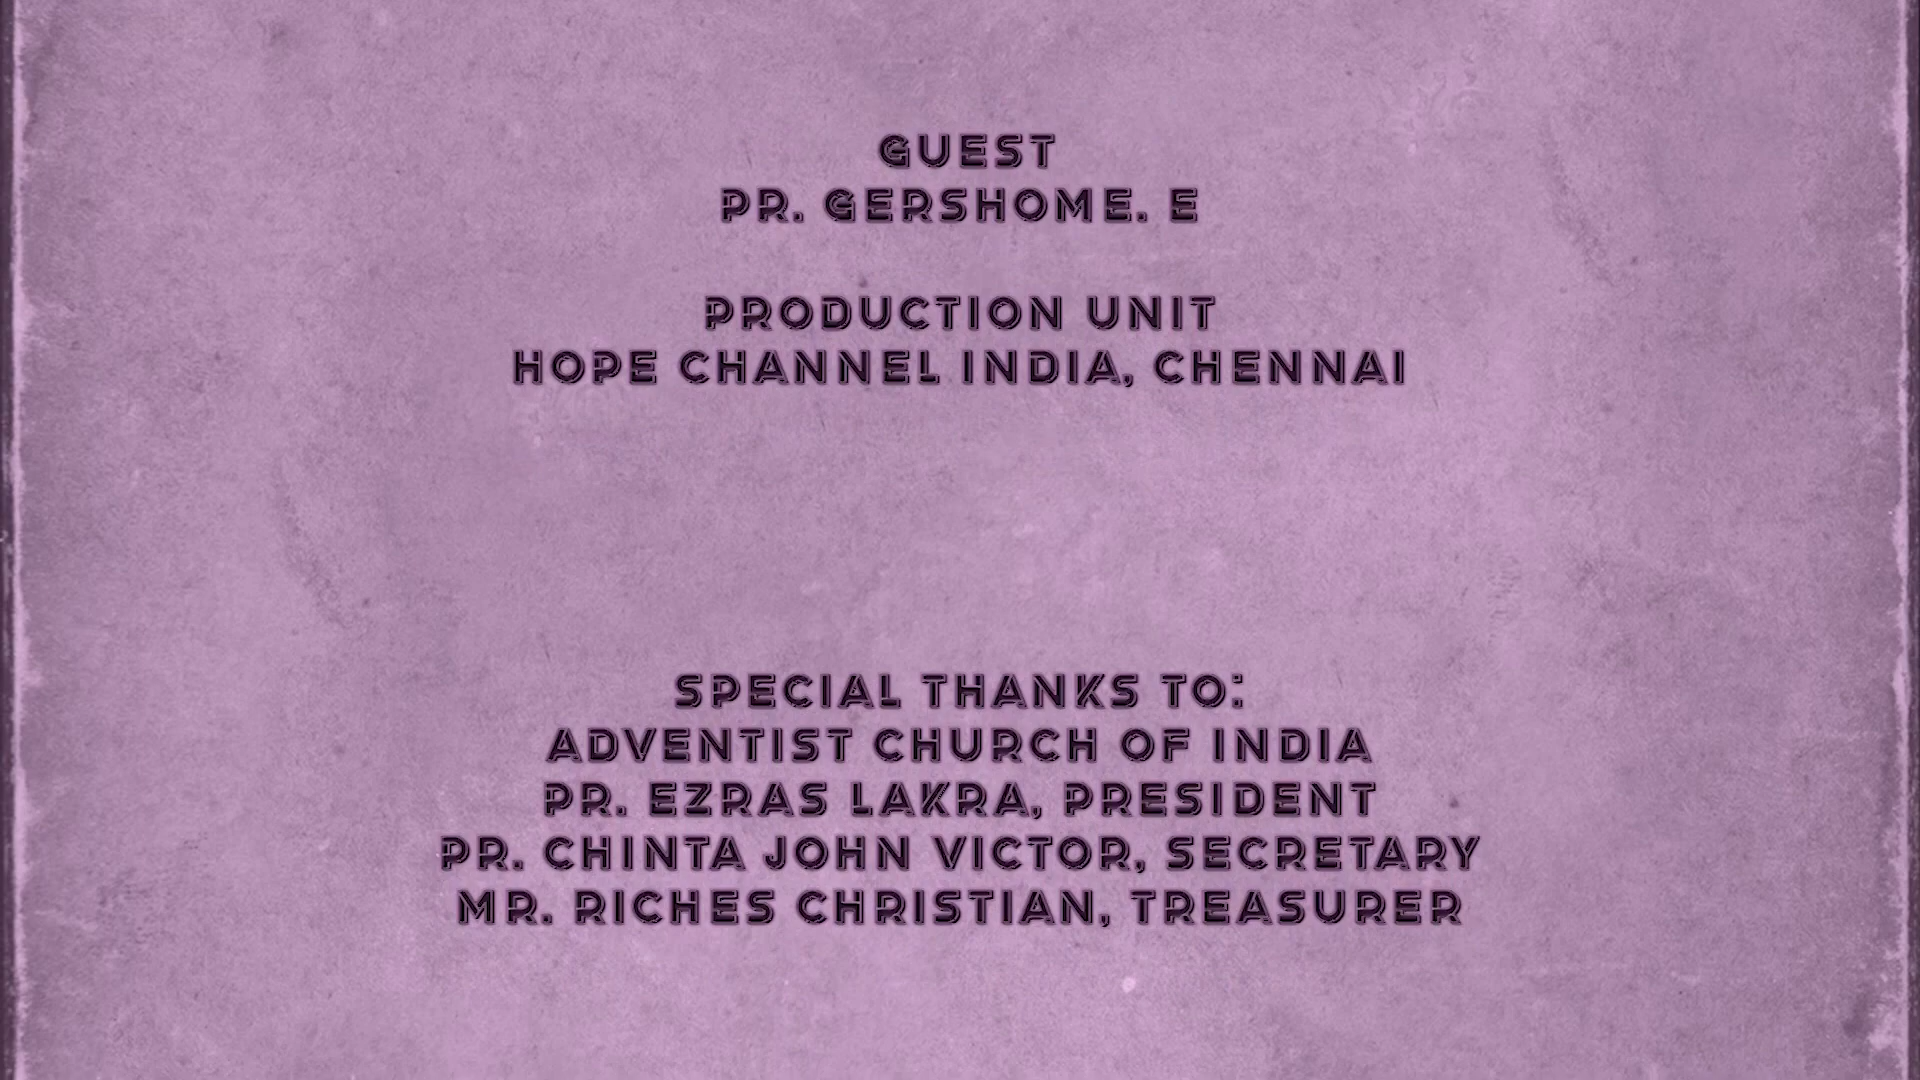 GUEST
PR. GERSHOME. E
PRODUCTION UNIT
HOPE CHANNEL INDIA, CHENNAI
SPECIAL THANKS TO:
ADVENTIST CHURCH OF INDIA
PR. EZRAS LAKRA, PRESIDENT
PR. CHINTA JOHN VICTOR, SECRETARY
MR. RICHES CHRISTIAN, TREASURER